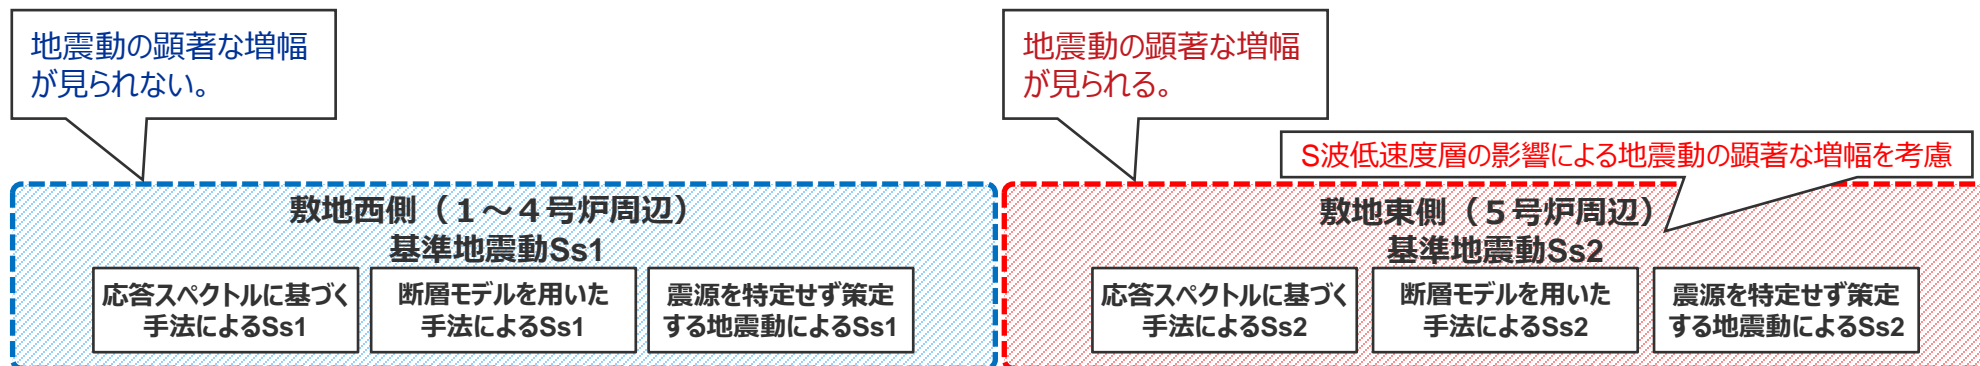 地震動の顕著な増幅
が見られない。
地震動の顕著な増幅
が見られる。
S波低速度層の影響による地震動の顕著な増幅を考慮
敷地西側（１～４号炉周辺）
基準地震動Ss1
応答スペクトルに基づく
手法によるSs1
断層モデルを用いた
手法によるSs1
震源を特定せず策定
する地震動によるSs1
敷地東側（５号炉周辺）
基準地震動Ss2
応答スペクトルに基づく
手法によるSs2
断層モデルを用いた
手法によるSs2
震源を特定せず策定
する地震動によるSs2